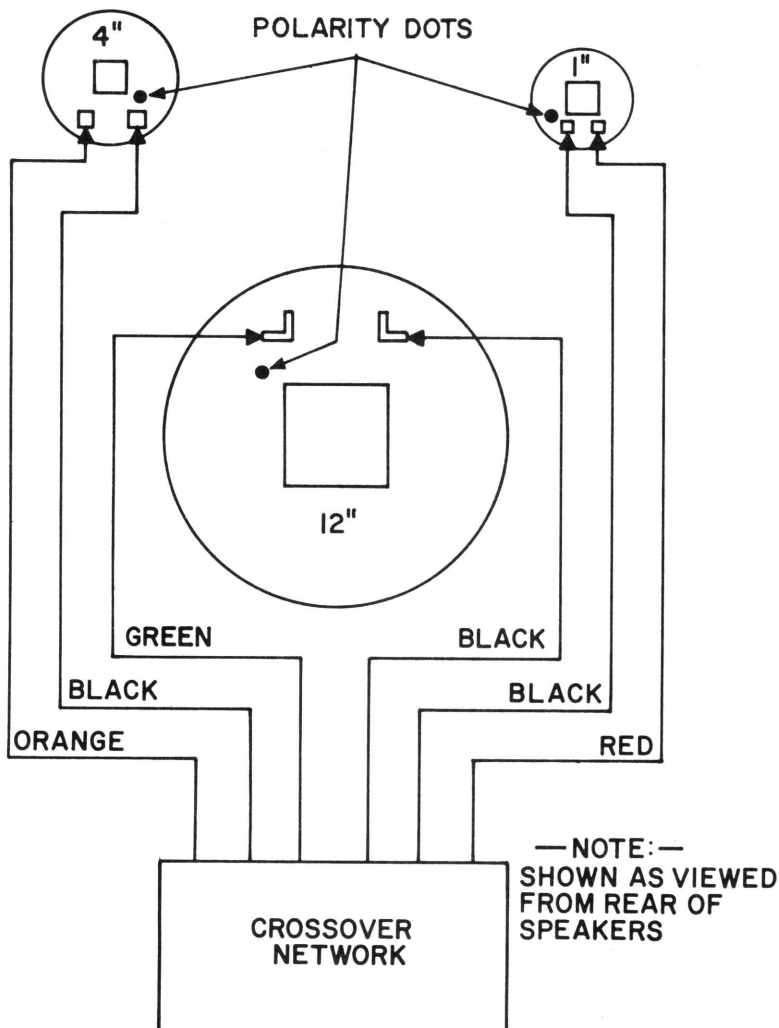 POLARITY DOTS
4"
1"
12"
GREEN
BLACK
BLACK
BLACK
ORANGE
RED
CROSSOVER
NETWORK
—NOTE:—
SHOWN AS VIEWED
FROM REAR OF
SPEAKERS